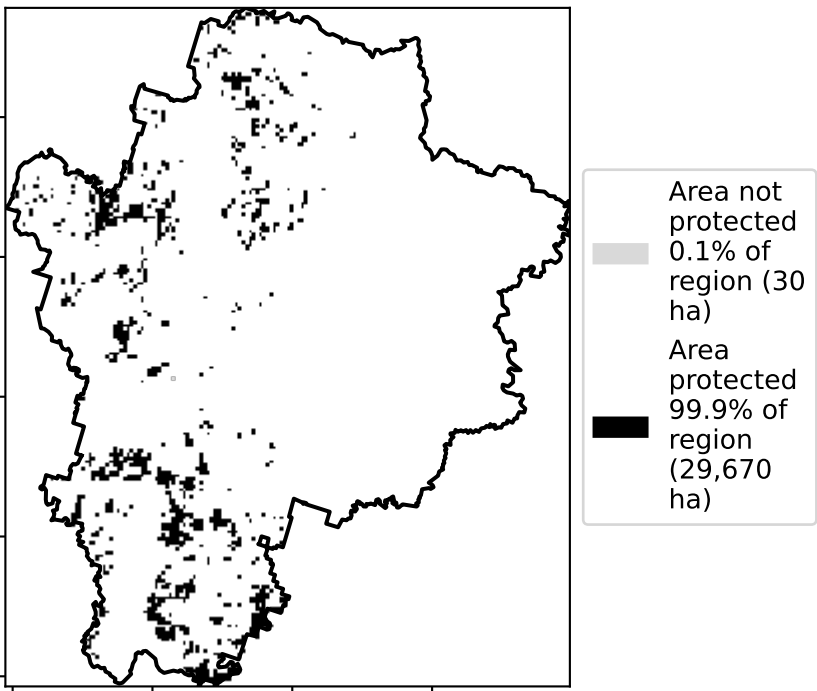 Area not
protected
0.1% of
region (30
ha)
Area
protected
99.9% of
region
(29,670
ha)